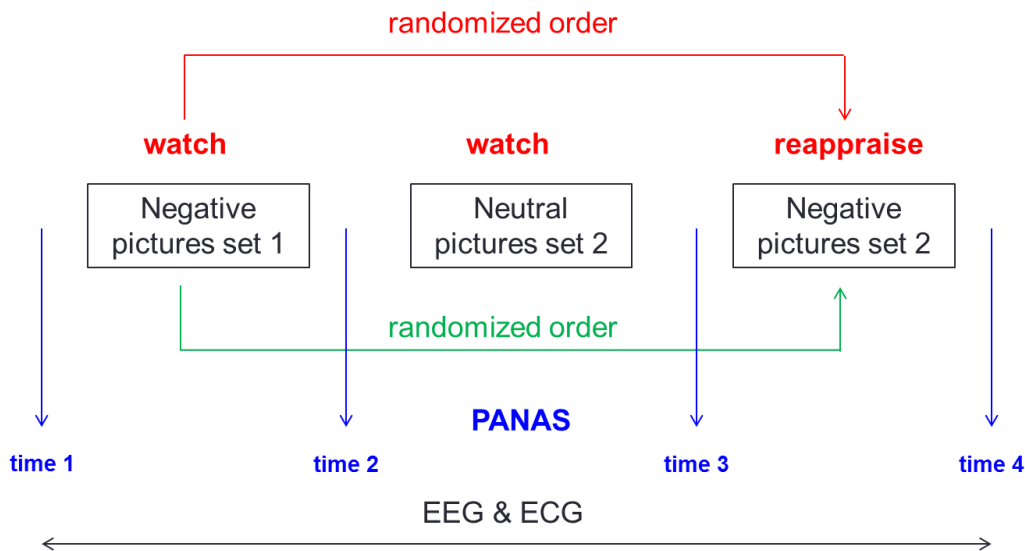 randomized order
watch
watch
reappraise
Negative
pictures set 1
Neutral
pictures set 2
Negative
pictures set 2
randomized order
PANAS
time 1
time 2
time 3
time 4
EEG & ECG